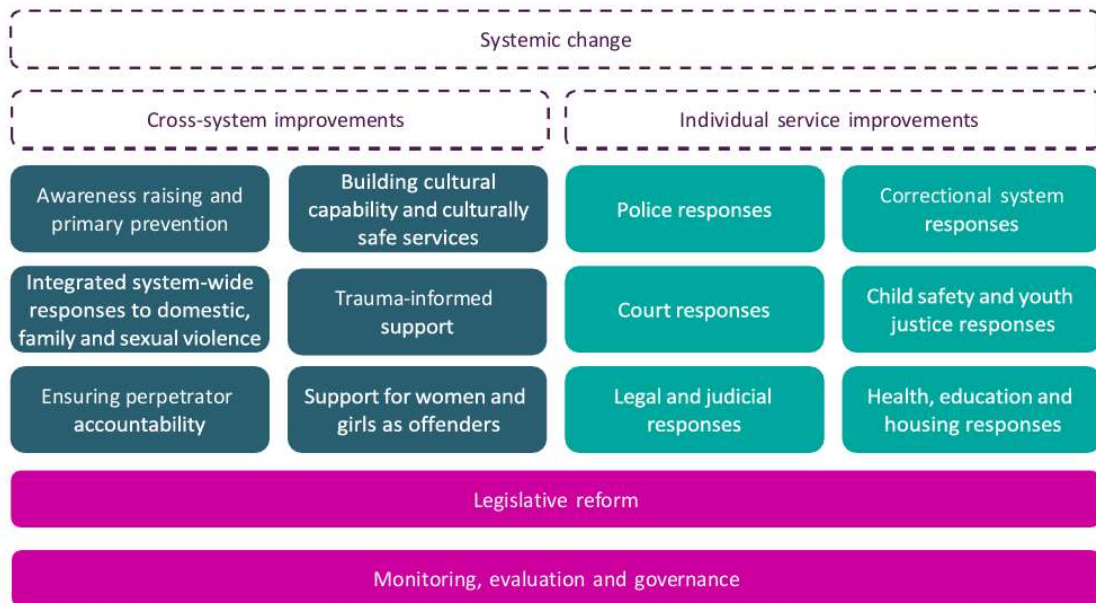 Systemic change
Cross-system improvements
Individual service improvements
Awareness raising and
primary prevention
Building cultural
capability and culturally
safe services
Police responses
Correctional system
responses
Integrated system-wide
responses to domestic,
family and sexual violence
Trauma-informed
support
Court responses
Child safety and youth
justice responses
Ensuring perpetrator
accountability
Support for women and
girls as offenders
Legal and judicial
responses
Health, education and
housing responses
Legislative reform
Monitoring, evaluation and governance